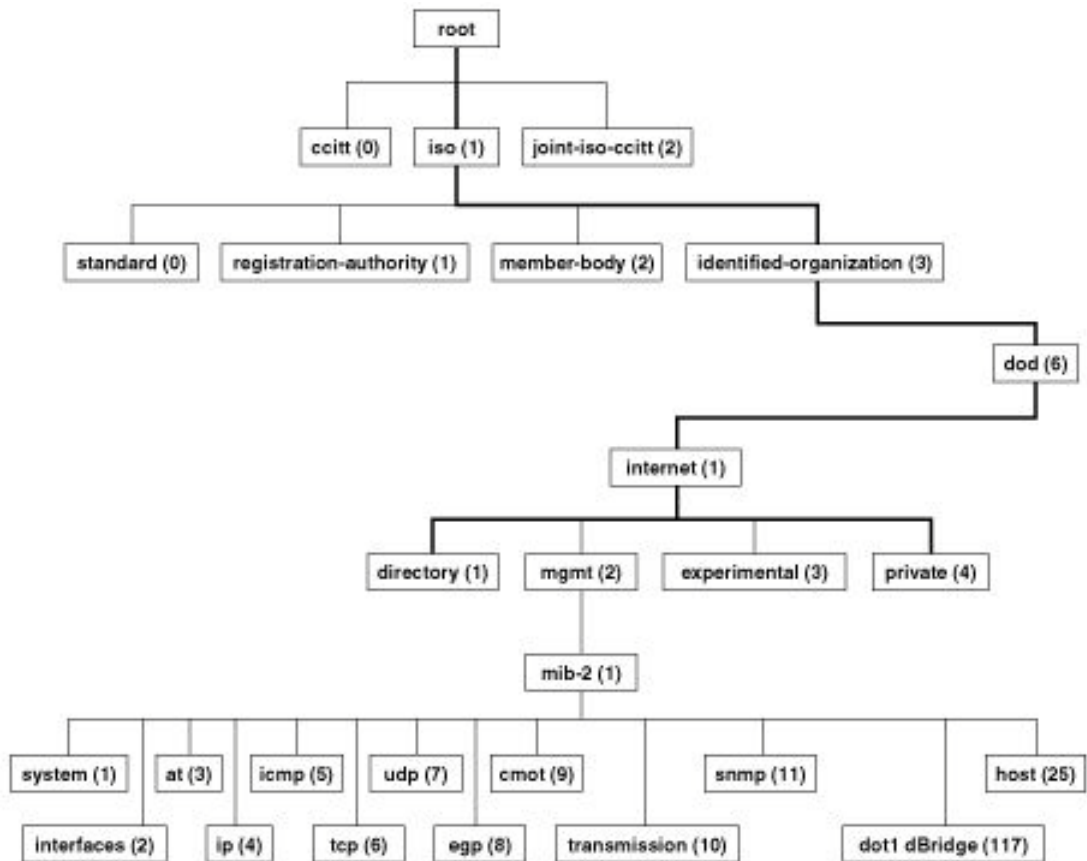 root
ccitt (0)
iso (1)
joint-iso-ccitt (2)
standard (0)
registration-authority (1)
member-body (2)
identified-organization (3)
dod (6)
internet (1)
directory (1)
mgmt (2)
experimental (3)
private (4)
mib-2 (1)
system (1)
at (3)
icmp (5)
udp (7)
cmot (9)
snmp (11)
host (25)
interfaces (2)
ip (4)
tcp (6)
egp (8)
transmission (10)
dot1 dBridge (117)